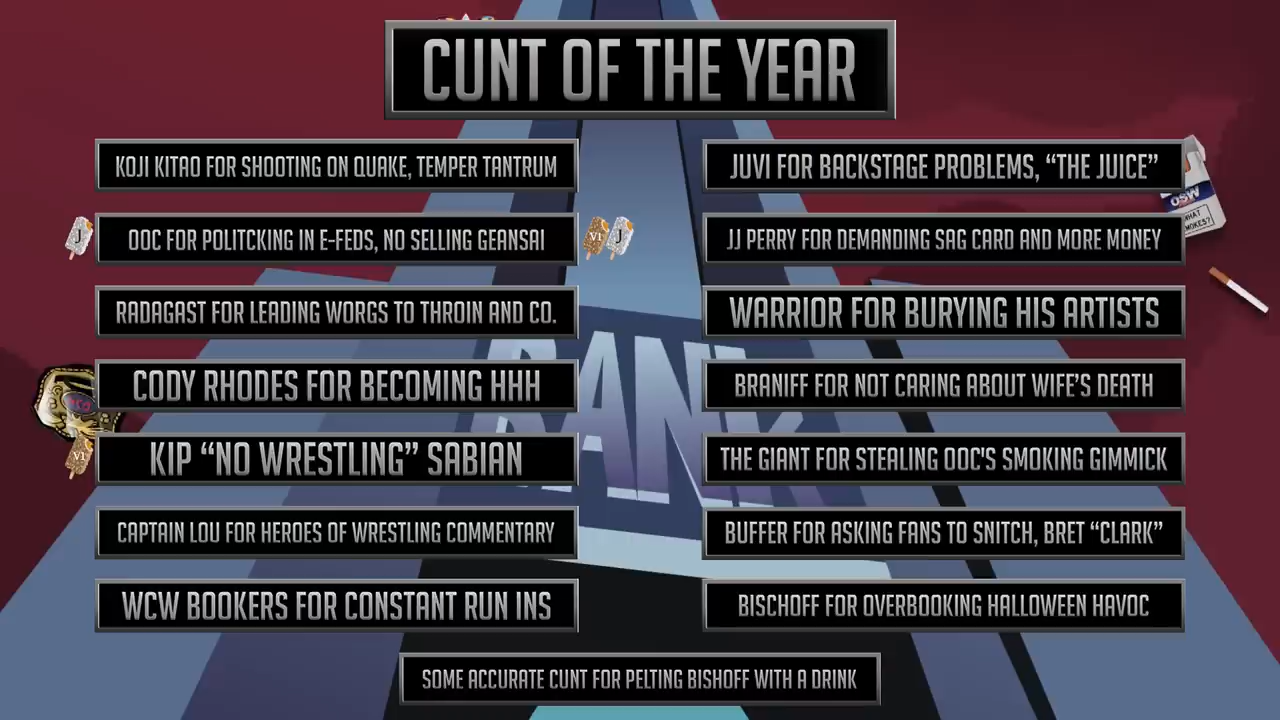 CUNT OF THE YEAR
KOJI KITAO FOR SHOOTING ON QUAKE, TEMPER TANTRUM
OOC FOR POLITCKING IN E-FEDS, NO SELLING GEANSAI
RADAGAST FOR LEADING WORGS TO THROIN AND CO.
CODY RHODES FOR BECOMING HHH
KIP “NO WRESTLING” SABIAN
CAPTAIN LOU FOR HEROES OF WRESTLING COMMENTARY
WCW BOOKERS FOR CONSTANT RUN INS
JUVI FOR BACKSTAGE PROBLEMS, “THE JUICE”
JJ PERRY FOR DEMANDING SAG CARD AND MORE MONEY
WARRIOR FOR BURYING HIS ARTISTS
BRANIFF FOR NOT CARING ABOUT WIFE’S DEATH
THE GIANT FOR STEALING OOC'S SMOKING GIMMICK
BUFFER FOR ASKING FANS TO SNITCH, BRET “CLARK”
BISCHOFF FOR OVERBOOKING HALLOWEEN HAVOC
SOME ACCURATE CUNT FOR PELTING BISHOFF WITH A DRINK
J
V1
J
V1
BANK
OSW